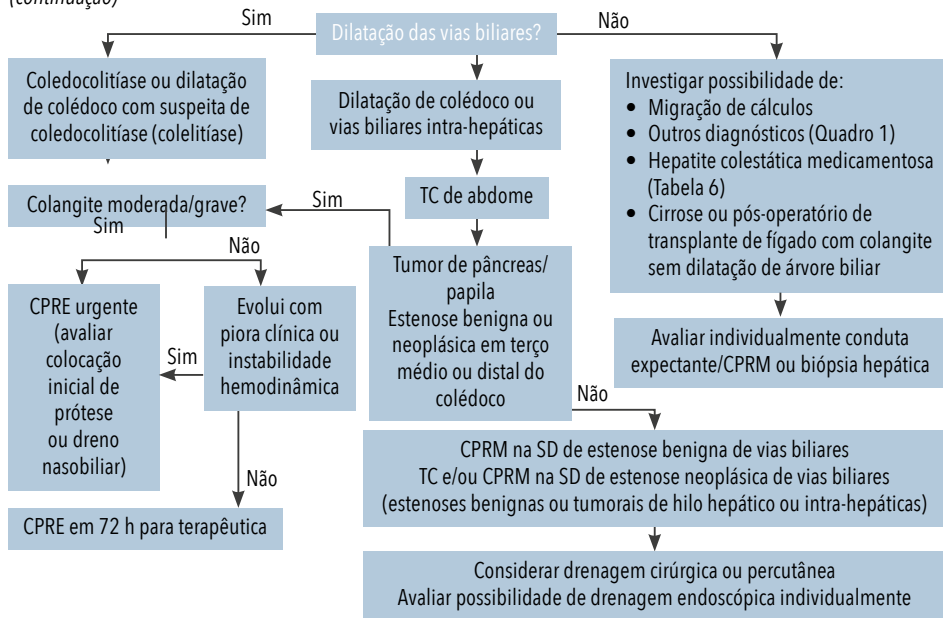 (continuação)
Sim
Dilatação das vias biliares?
Não
Coledocolitíase ou dilatação
de colédoco com suspeita de
coledocolitíase (colelitíase)
Dilatação de colédoco ou
vias biliares intra-hepáticas
Investigar possibilidade de:
• Migração de cálculos
• Outros diagnósticos (Quadro 1)
• Hepatite colestática medicamentosa
(Tabela 6)
• Cirrose ou pós-operatório de
transplante de fígado com colangite
sem dilatação de árvore biliar
TC de abdome
Colangite moderada/grave?
Sim
Sim
Não
Tumor de pâncreas/
papila
Estenose benigna ou
neoplásica em terço
médio ou distal do
colédoco
CPRE urgente
(avaliar
colocação
inicial de
prótese
ou dreno
nasobiliar)
Sim
Evolui com
piora clínica ou
instabilidade
hemodinâmica
Avaliar individualmente conduta
expectante/CPRM ou biópsia hepática
Não
CPRM na SD de estenose benigna de vias biliares
TC e/ou CPRM na SD de estenose neoplásica de vias biliares
(estenoses benignas ou tumorais de hilo hepático ou intra-hepáticas)
Não
CPRE em 72 h para terapêutica
Considerar drenagem cirúrgica ou percutânea
Avaliar possibilidade de drenagem endoscópica individualmente